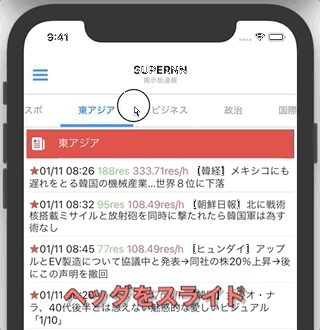 9:41
SUPERNN
掲示板速報
スポ 東アジア ビジネス 政治 国際
東アジア
★01/11 08:26 188res 333.71res/h 【韓経】メキシコにも
遅れをとる韓国の機械産業…世界８位に下落
★01/11 08:32 95res 108.49res/h 【朝鮮日報】北に戦術
核搭載ミサイルと放射砲を同時に撃たれたら韓国軍は為す
術なし
★01/11 08:45 77res 108.49res/h 【ヒュンダイ】アップ
ルとEV製造について協議中と発表→同社の株20%上昇→後
にこの声明を撤回
ヘッダをスライド
ナラ、40代後半とは思えない魅惑的な美しいビジュアル
「1/10」